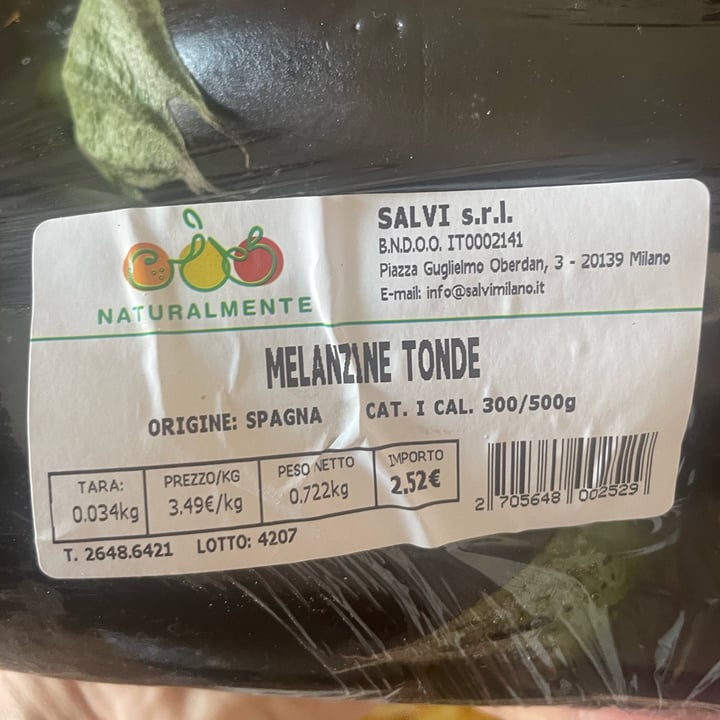 NATURALMENTE
SALVI s.r.l.
B.N.D.O.O. IT0002141
Piazza Guglielmo Oberdan, 3 - 20139 Milano
E-mail: info@salvimilano.it
MELANZINE TONDE
ORIGINE: SPAGNA CAT. I CAL. 300/500g
TARA: PREZZO/KG PESO NETTO IMPORTO
0.034kg 3.49€/kg 0.722kg 2.52€
2 705648 002529
T. 2648.6421 LOTTO: 4207